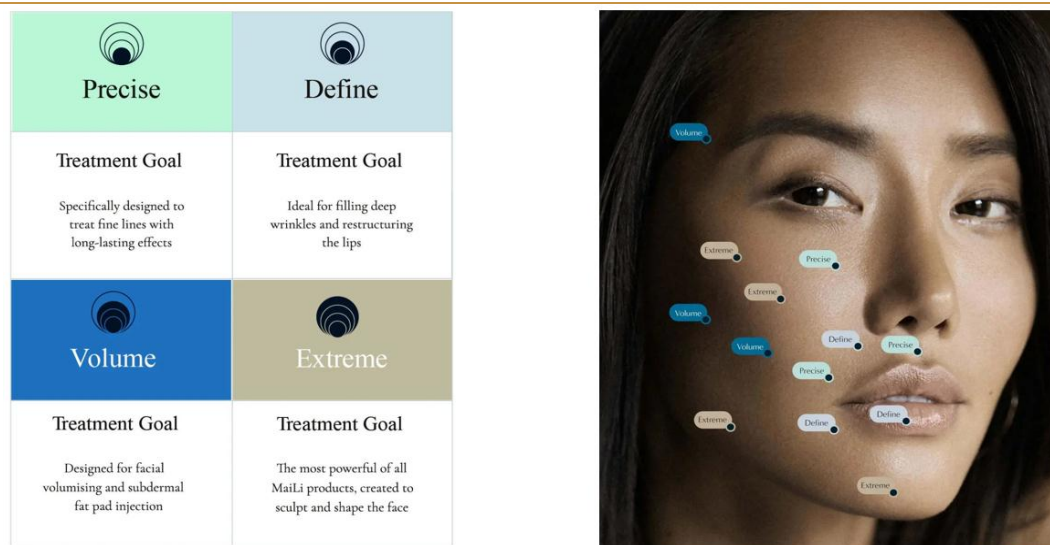 Precise
Define
Treatment Goal
Specifically designed to
treat fine lines with
long-lasting effects
Treatment Goal
Ideal for filling deep
wrinkles and restructuring
the lips
Volume
Extreme
Treatment Goal
Designed for facial
volumising and subdermal
fat pad injection
Treatment Goal
The most powerful of all
MaiLi products, created to
sculpt and shape the face
Volume
Extreme
Precise
Extreme
Volume
Define
Precise
Volume
Precise
Extreme
Define
Define
Extreme